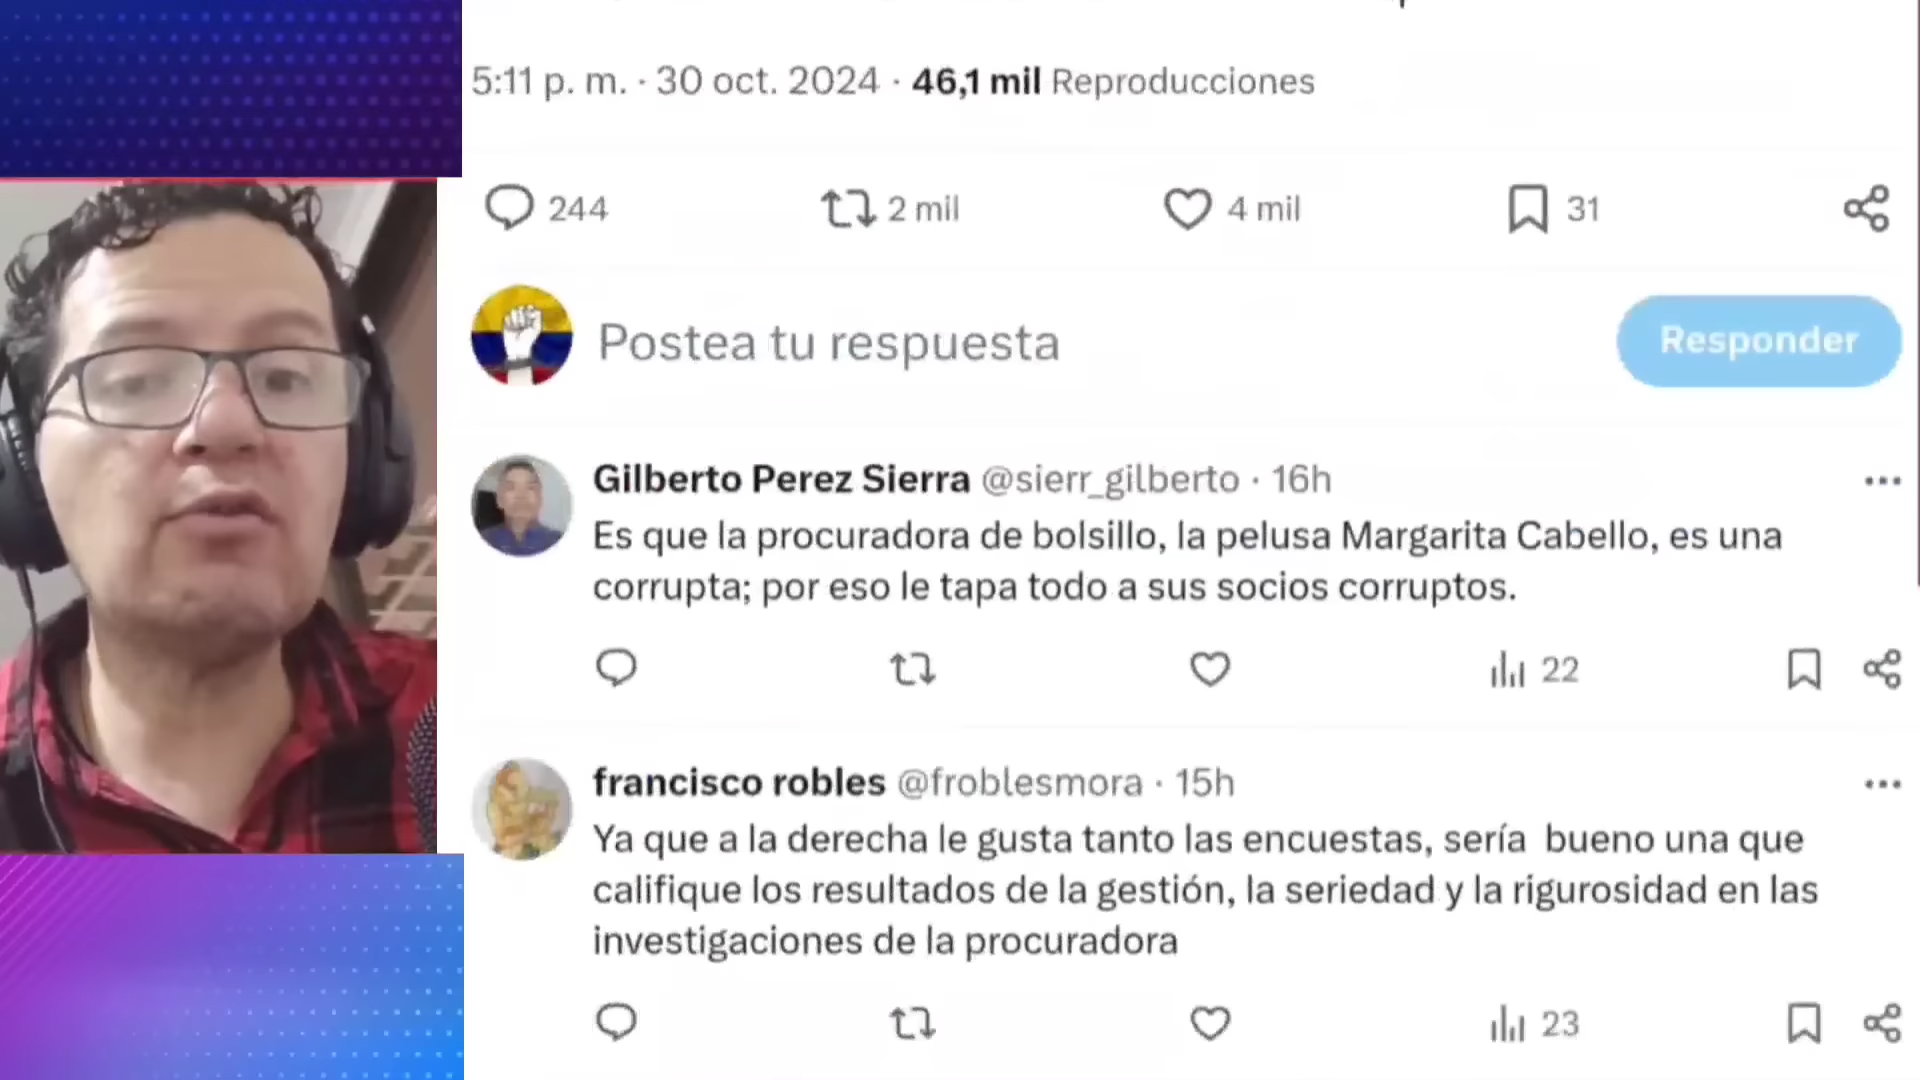 5:11 p. m. · 30 oct. 2024 · 46,1 mil Reproducciones
244 2 mil 4 mil 31
Postea tu respuesta
Responder
Gilberto Perez Sierra @sierr_gilberto · 16h
Es que la procuradora de bolsillo, la pelusa Margarita Cabello, es una
corrupta; por eso le tapa todo a sus socios corruptos.
22
francisco robles @froblesmora · 15h
Ya que a la derecha le gusta tanto las encuestas, sería bueno una que
califique los resultados de la gestión, la seriedad y la rigurosidad en las
investigaciones de la procuradora
23